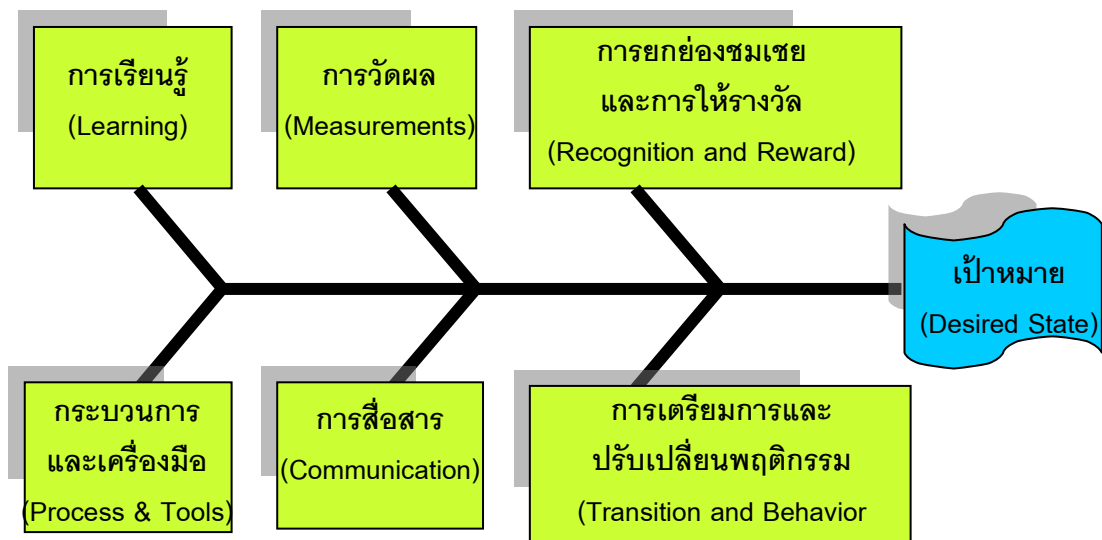 การเรียนรู้
(Learning)
การวัดผล
(Measurements)
การยกย่องชมเชย
และการให้รางวัล
(Recognition and Reward)
เป้าหมาย
(Desired State)
กระบวนการ
และเครื่องมือ
(Process & Tools)
การสื่อสาร
(Communication)
การเตรียมการและ
ปรับเปลี่ยนพฤติกรรม
(Transition and Behavior